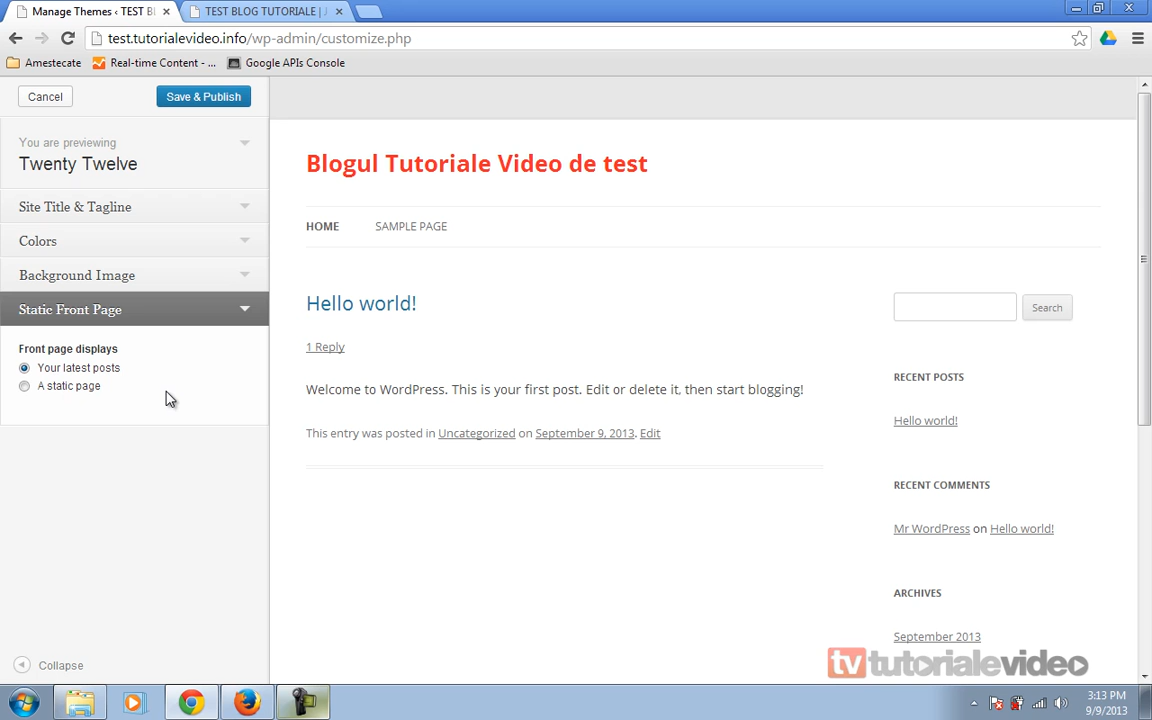 Manage Themes ‹ TEST BL
TEST BLOG TUTORIALE |
test.tutorialevideo.info/wp-admin/customize.php
Amestecate
Real-time Content - ...
Google APIs Console
Cancel
Save & Publish
You are previewing
Twenty Twelve
Site Title & Tagline
Colors
Background Image
Static Front Page
Front page displays
Your latest posts
A static page
Collapse
Blogul Tutoriale Video de test
HOME
SAMPLE PAGE
Hello world!
1 Reply
Welcome to WordPress. This is your first post. Edit or delete it, then start blogging!
This entry was posted in Uncategorized on September 9, 2013. Edit
Search
RECENT POSTS
Hello world!
RECENT COMMENTS
Mr WordPress on Hello world!
ARCHIVES
September 2013
tv tutorialevideo
3:13 PM
9/9/2013